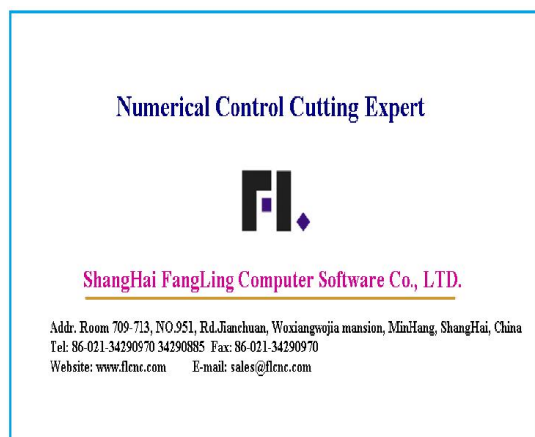 Numerical Control Cutting Expert
FL.
ShangHai FangLing Computer Software Co., LTD.
Addr. Room 709-713, NO.951, Rd.Jianchuan, Woxiangwojia mansion, MinHang, ShangHai, China
Tel: 86-021-34290970 34290885 Fax: 86-021-34290970
Website: www.flcnc.com E-mail: sales@flcnc.com